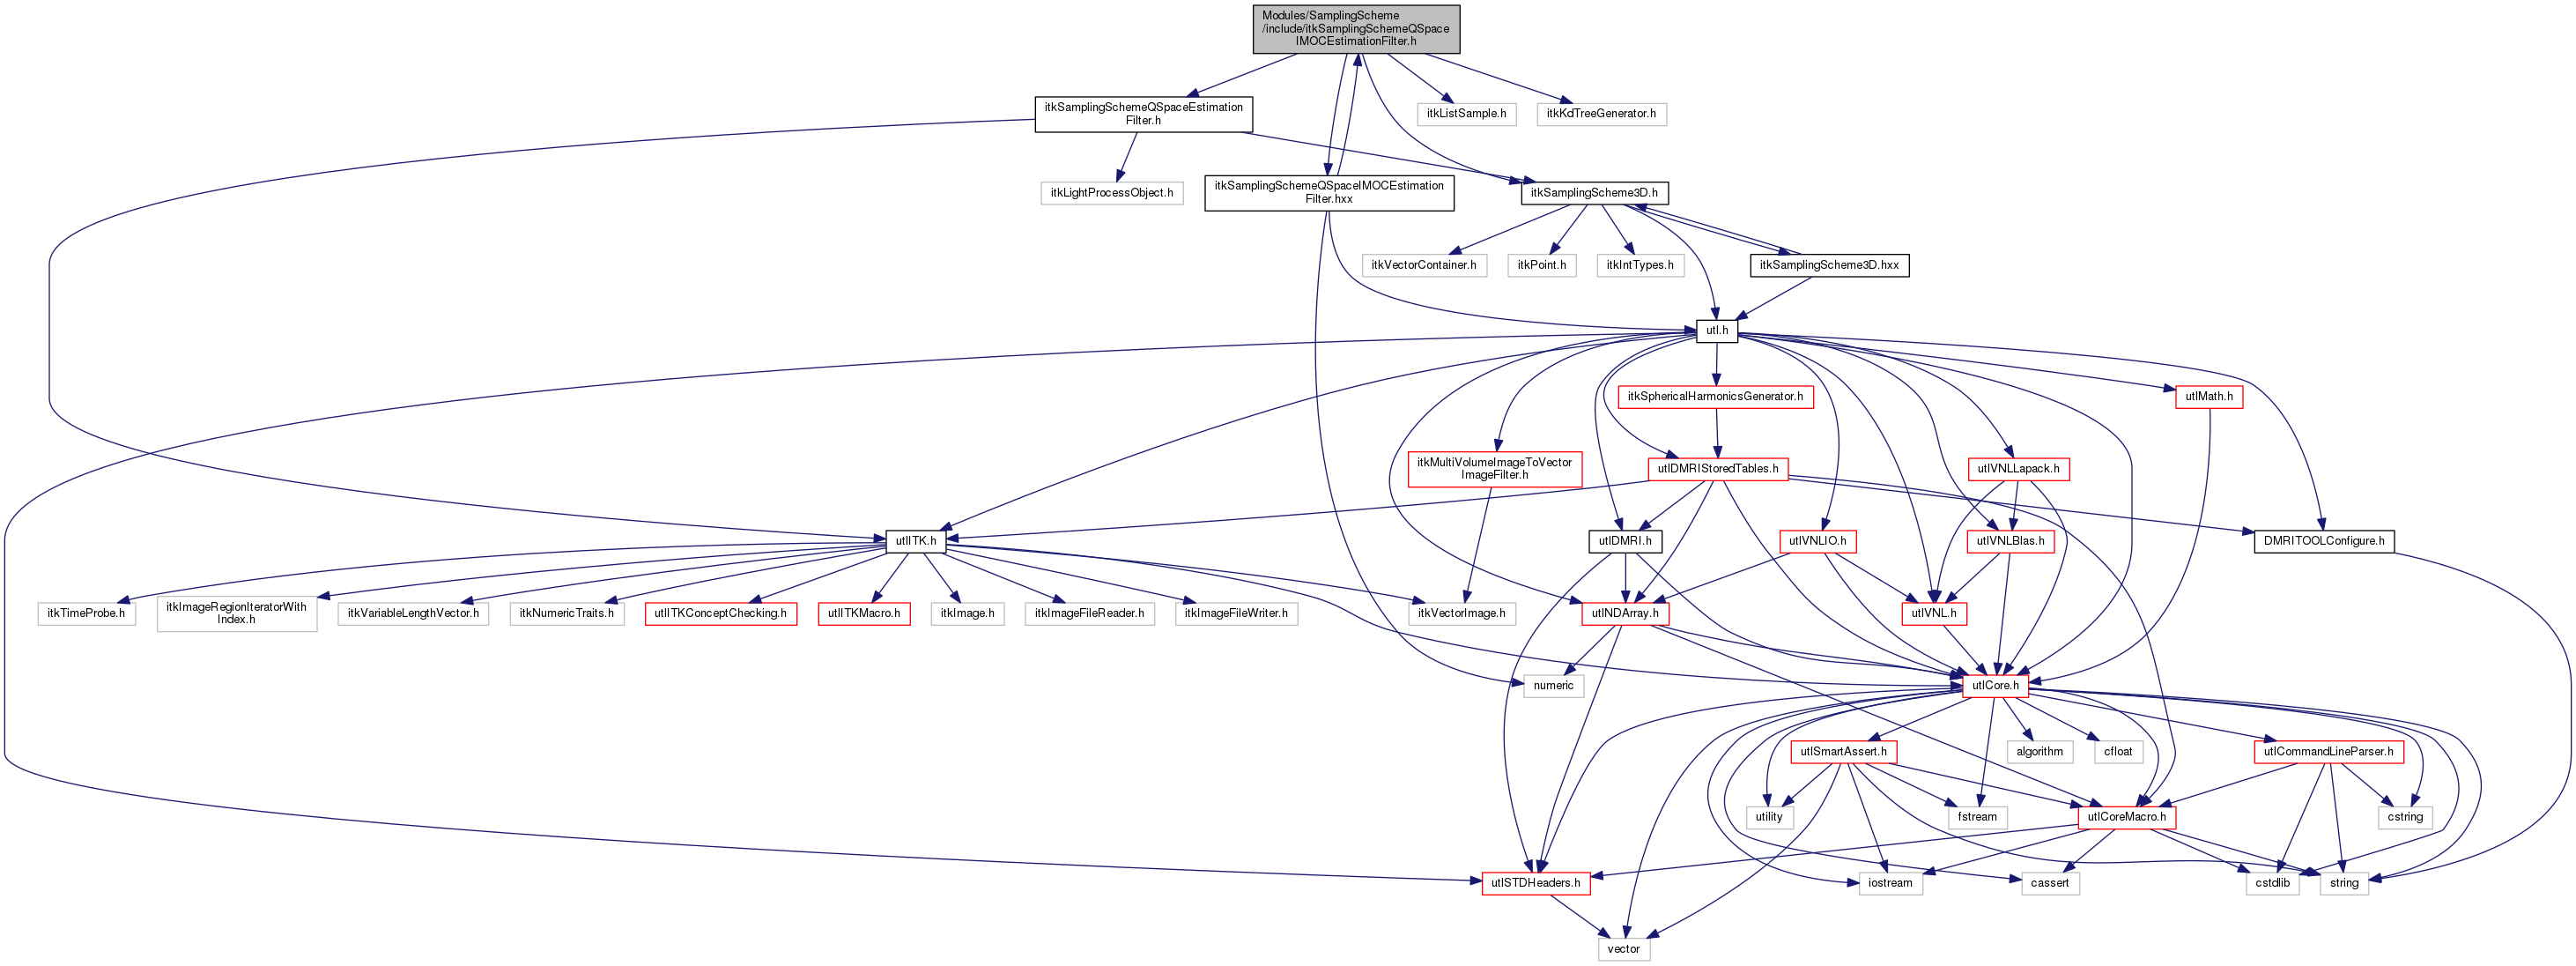 Modules/SamplingScheme
/include/itkSamplingSchemeQSpace
IMOCEstimationFilter.h
itkSamplingSchemeQSpaceEstimation
Filter.h
itkListSample.h
itkKdTreeGenerator.h
itkLightProcessObject.h
itkSamplingSchemeQSpaceIMOCEstimation
Filter.hxx
itkSamplingScheme3D.h
itkVectorContainer.h
itkPoint.h
itkIntTypes.h
itkSamplingScheme3D.hxx
utl.h
itkSphericalHarmonicsGenerator.h
utlMath.h
itkMultiVolumeImageToVector
ImageFilter.h
utlDMRIStoredTables.h
utlVNLLapack.h
utlITK.h
utlDMRI.h
utlVNLIO.h
utlVNLBlas.h
DMRITOOLConfigure.h
itkTimeProbe.h
itkImageRegionIteratorWith
Index.h
itkVariableLengthVector.h
itkNumericTraits.h
utlITKConceptChecking.h
utlITKMacro.h
itkImage.h
itkImageFileReader.h
itkImageFileWriter.h
itkVectorImage.h
utlNDArray.h
utlVNL.h
numeric
utlCore.h
utlSmartAssert.h
algorithm
cfloat
utlCommandLineParser.h
utility
fstream
utlCoreMacro.h
cstring
utlSTDHeaders.h
iostream
cassert
cstdlib
string
vector